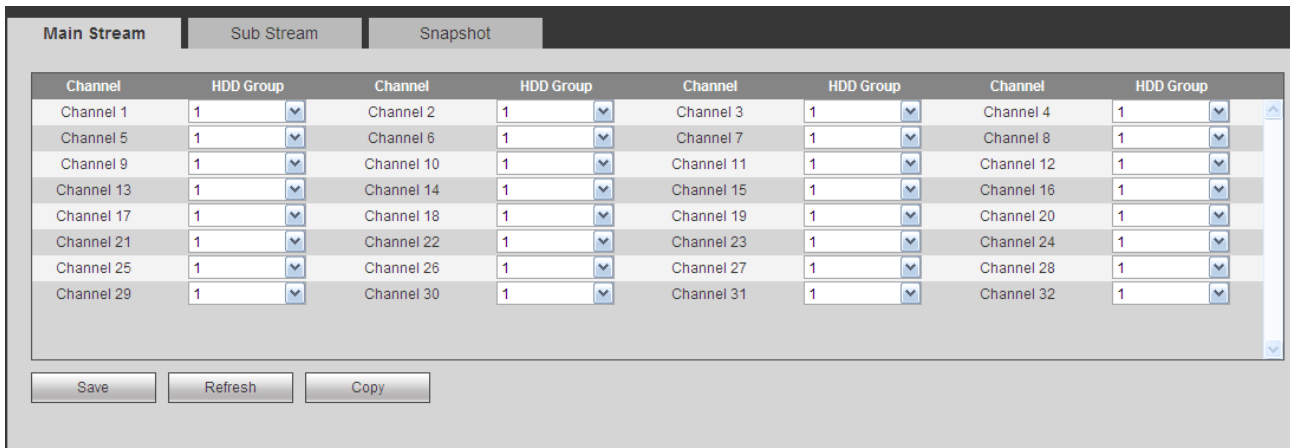 Main Stream Sub Stream Snapshot
Channel HDD Group Channel HDD Group Channel HDD Group Channel HDD Group
Channel 1 1 Channel 2 1 Channel 3 1 Channel 4 1
Channel 5 1 Channel 6 1 Channel 7 1 Channel 8 1
Channel 9 1 Channel 10 1 Channel 11 1 Channel 12 1
Channel 13 1 Channel 14 1 Channel 15 1 Channel 16 1
Channel 17 1 Channel 18 1 Channel 19 1 Channel 20 1
Channel 21 1 Channel 22 1 Channel 23 1 Channel 24 1
Channel 25 1 Channel 26 1 Channel 27 1 Channel 28 1
Channel 29 1 Channel 30 1 Channel 31 1 Channel 32 1
Save Refresh Copy